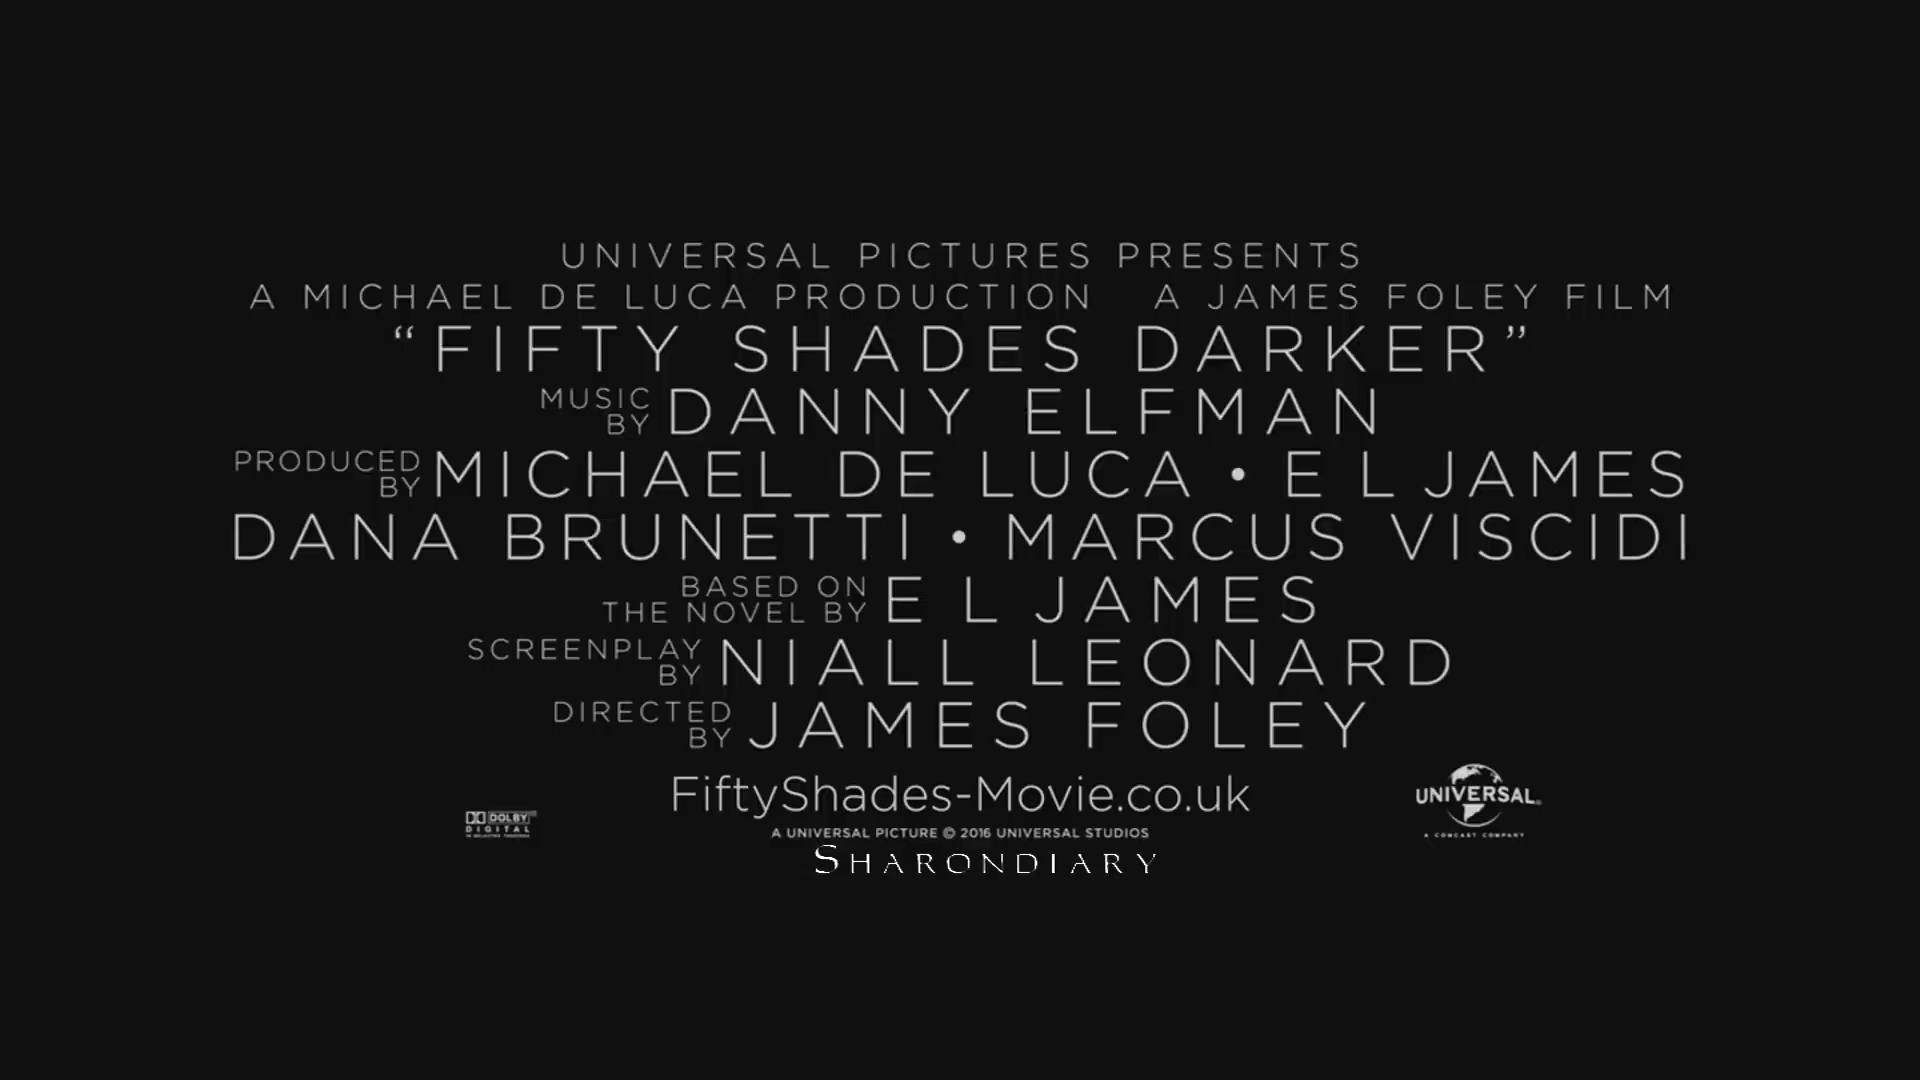 UNIVERSAL PICTURES PRESENTS
A MICHAEL DE LUCA PRODUCTION A JAMES FOLEY FILM
“FIFTY SHADES DARKER”
MUSIC BY DANNY ELFMAN
PRODUCED BY MICHAEL DE LUCA • E L JAMES
DANA BRUNETTI • MARCUS VISCIDI
BASED ON THE NOVEL BY E L JAMES
SCREENPLAY BY NIALL LEONARD
DIRECTED BY JAMES FOLEY
FiftyShades-Movie.co.uk
DOLBY
DIGITAL
UNIVERSAL
A COMCAST COMPANY
A UNIVERSAL PICTURE © 2016 UNIVERSAL STUDIOS
SHARONDIARY